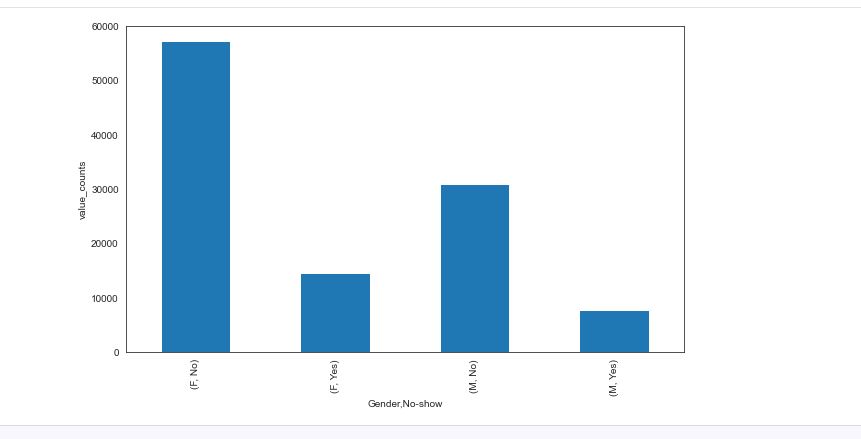 60000
50000
40000
30000
20000
10000
0
value_counts
(F, No)
(F, Yes)
(M, No)
(M, Yes)
Gender,No-show